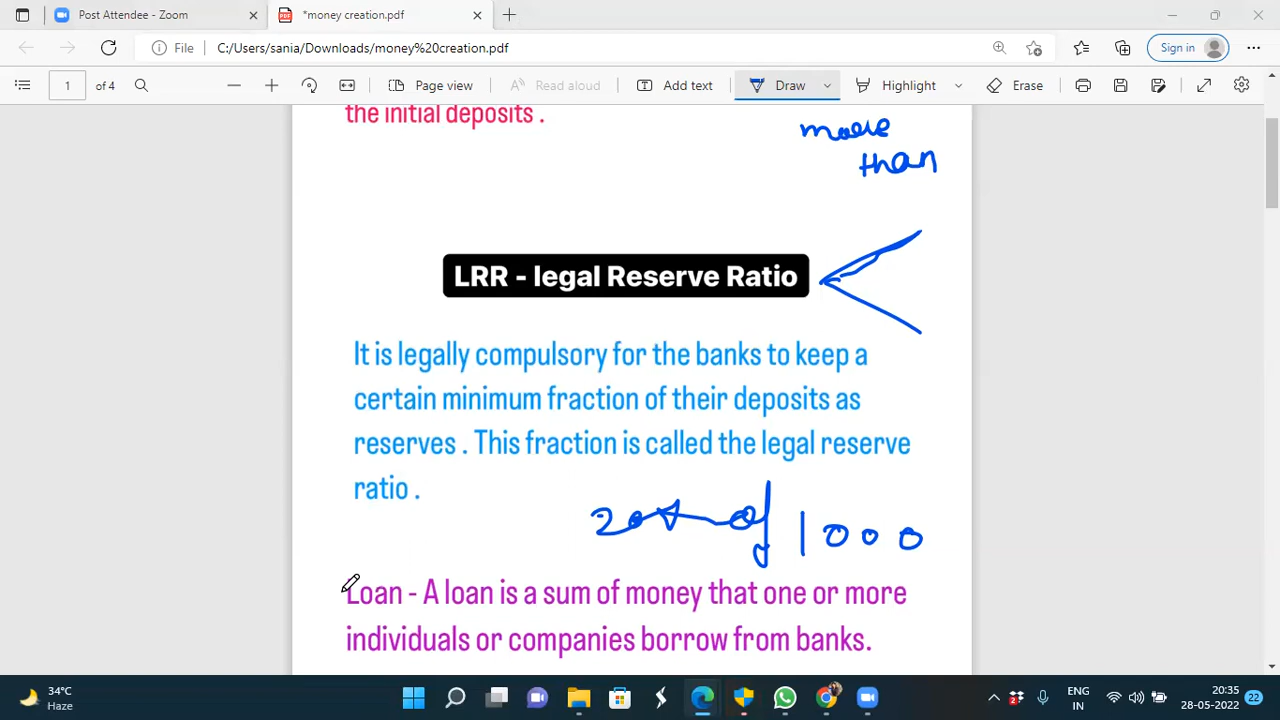 Post Attendee - Zoom
*money creation.pdf
File
C:/Users/sania/Downloads/money%20creation.pdf
Sign in
1
of 4
Page view
Read aloud
Add text
Draw
Highlight
Erase
the initial deposits .
more
than
LRR - legal Reserve Ratio
It is legally compulsory for the banks to keep a
certain minimum fraction of their deposits as
reserves . This fraction is called the legal reserve
ratio .
of 1000
Loan - A loan is a sum of money that one or more
individuals or companies borrow from banks.
34°C
Haze
ENG
IN
20:35
28-05-2022
22